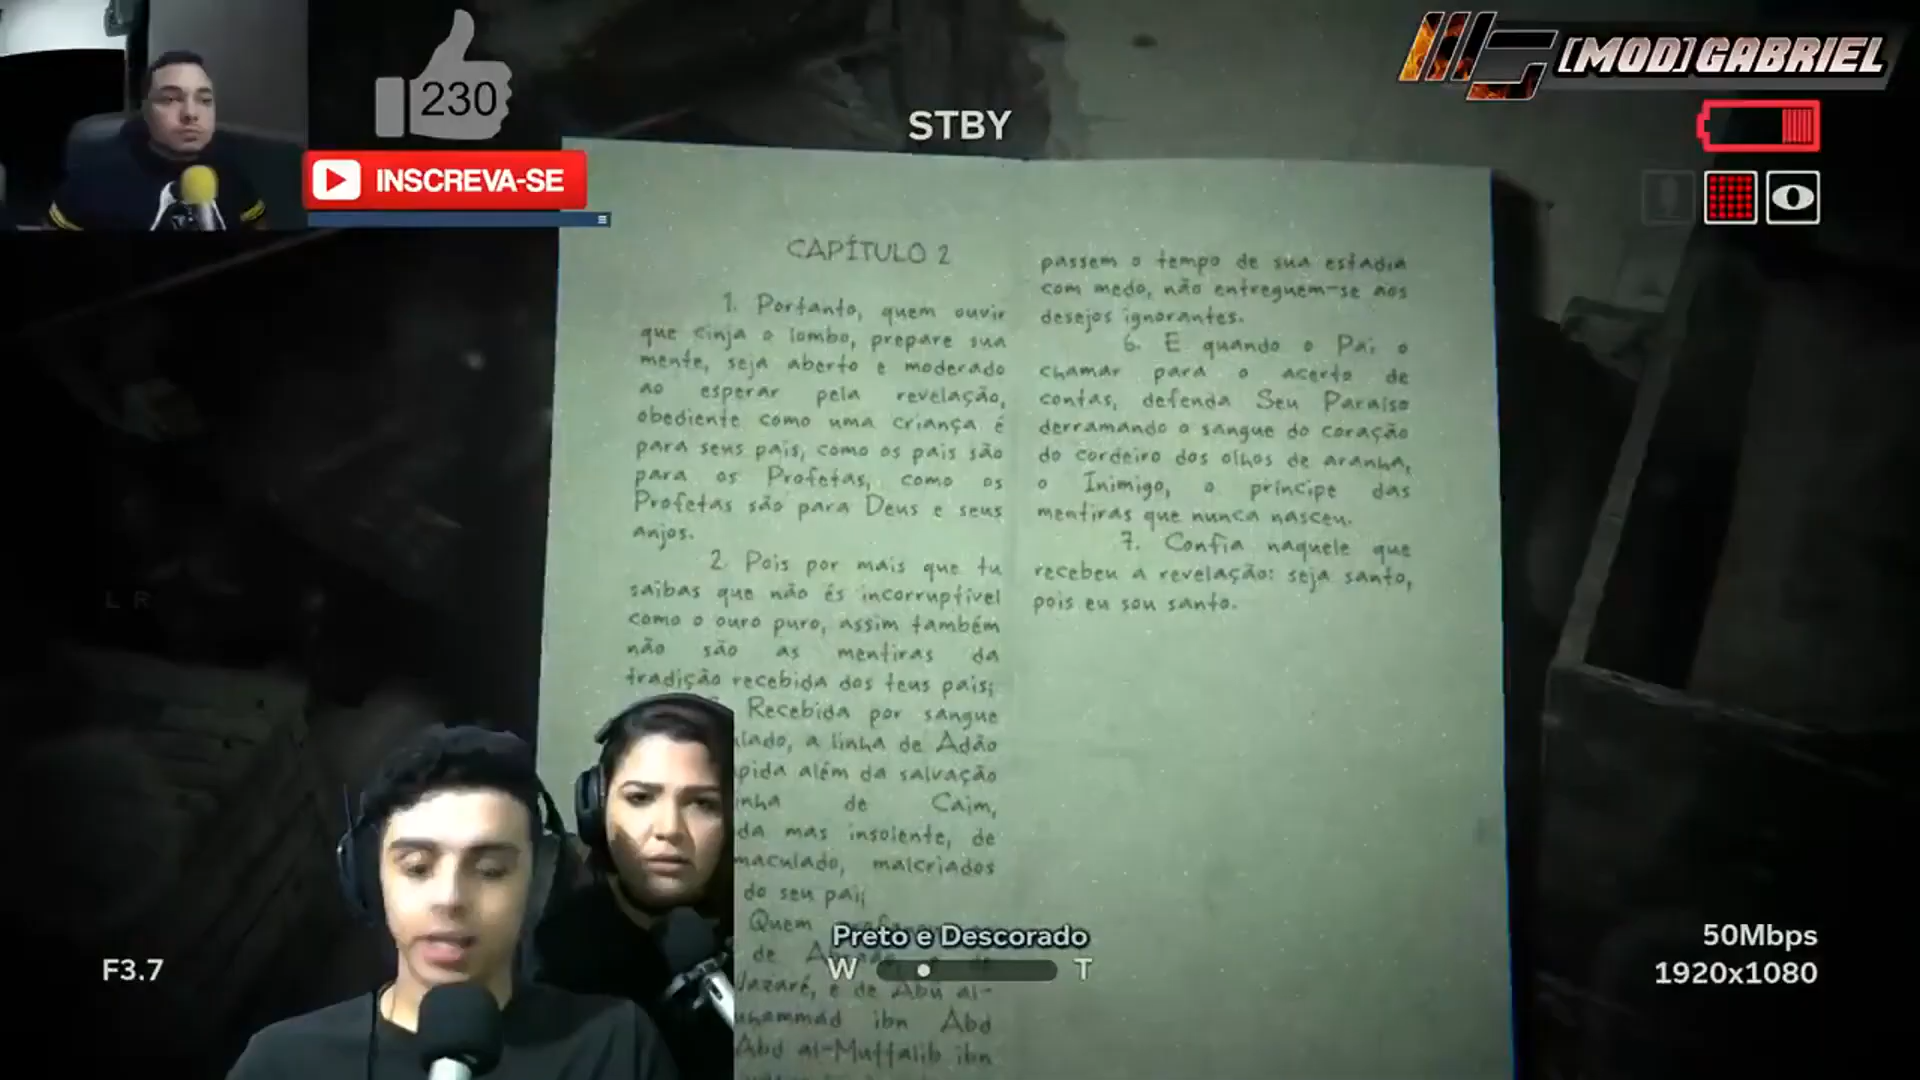 230
INSCREVA-SE
[MOD]GABRIEL
STBY
CAPÍTULO 2
1. Portanto, quem ouvir
que cinja o lombo, prepare sua
mente, seja aberto e moderado
ao esperar pela revelação,
obediente como uma criança é
para seus pais, como os pais são
para os Profetas, como os
Profetas são para Deus e seus
anjos.
2. Pois por mais que tu
saibas que não és incorruptível
como o ouro puro, assim também
não são as mentiras da
tradição recebida dos teus pais;
Recebida por sangue
a linha de Adão
além da salvação
de Caim,
mas insolente, de
malcriados
do seu pai;
Quem
de
e de Abū al-
ibn Abd
Abd al-Muttalib ibn
passem o tempo de sua estadia
com medo, não entreguem-se aos
desejos ignorantes.
6. E quando o Pai o
chamar para o acerto de
contas, defenda Seu Paraíso
derramando o sangue do coração
do cordeiro dos olhos de aranha,
o Inimigo, o príncipe das
mentiras que nunca nasceu.
7. Confia naquele que
recebeu a revelação: seja santo,
pois eu sou santo.
L R
Preto e Descorado
W T
F3.7
50Mbps
1920x1080